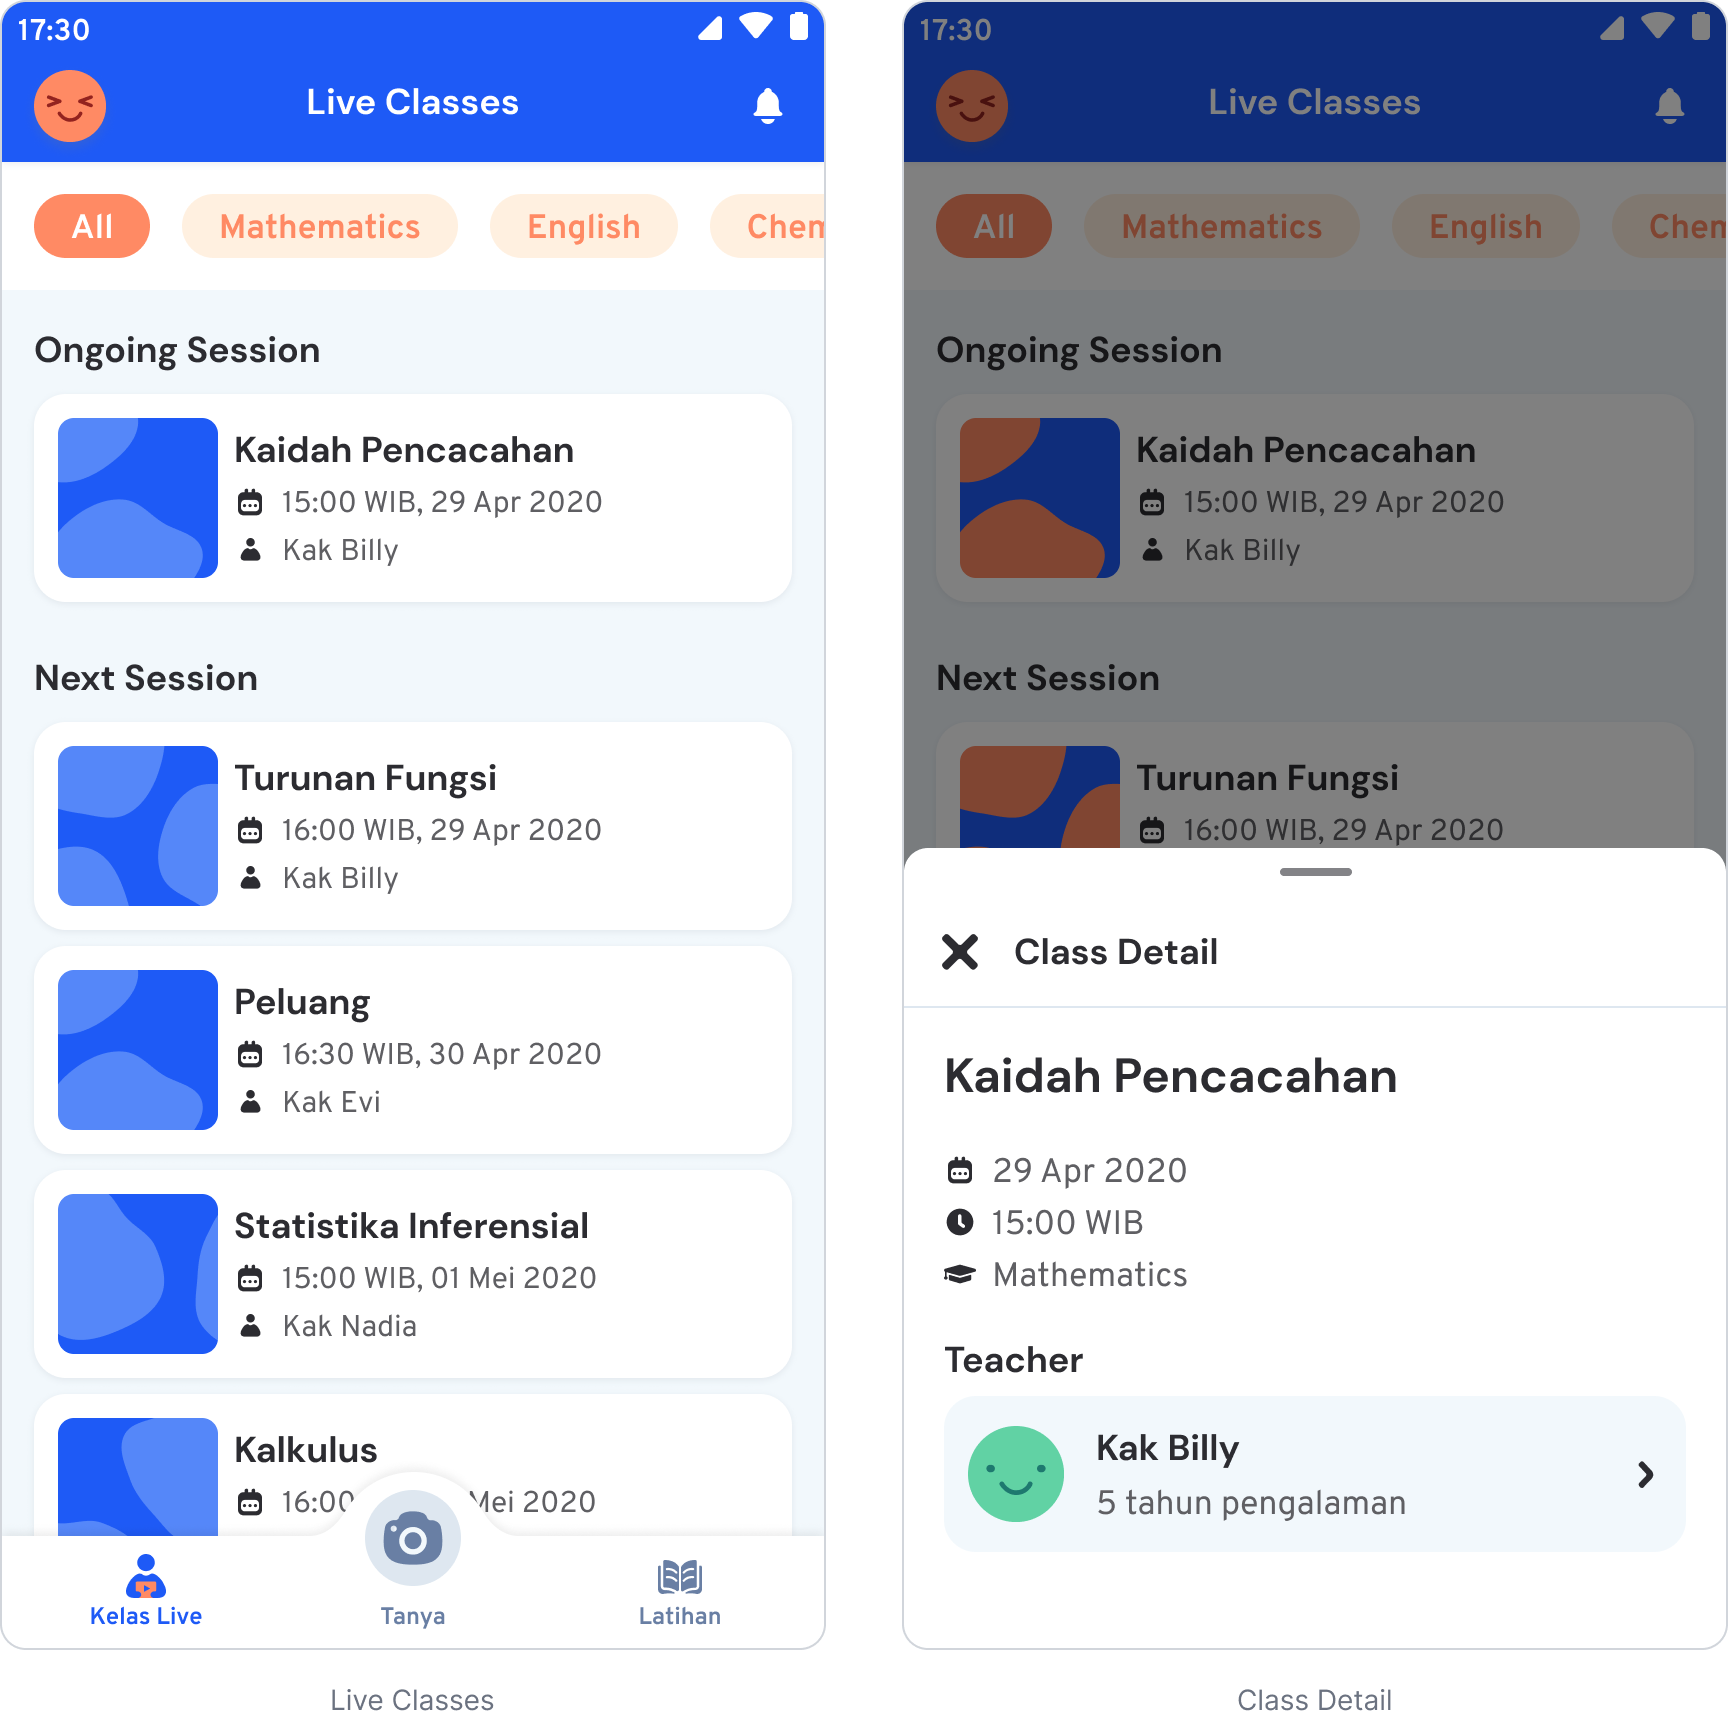 17:30
Live Classes
All
Mathematics
English
Chem
Ongoing Session
Kaidah Pencacahan
15:00 WIB, 29 Apr 2020
Kak Billy
Next Session
Turunan Fungsi
16:00 WIB, 29 Apr 2020
Kak Billy
Peluang
16:30 WIB, 30 Apr 2020
Kak Evi
Statistika Inferensial
15:00 WIB, 01 Mei 2020
Kak Nadia
Kalkulus
16:00 Mei 2020
Kelas Live
Tanya
Latihan
Live Classes
17:30
Live Classes
All
Mathematics
English
Chem
Ongoing Session
Kaidah Pencacahan
15:00 WIB, 29 Apr 2020
Kak Billy
Next Session
Turunan Fungsi
16:00 WIB, 29 Apr 2020
Class Detail
Kaidah Pencacahan
29 Apr 2020
15:00 WIB
Mathematics
Teacher
Kak Billy
5 tahun pengalaman
Class Detail